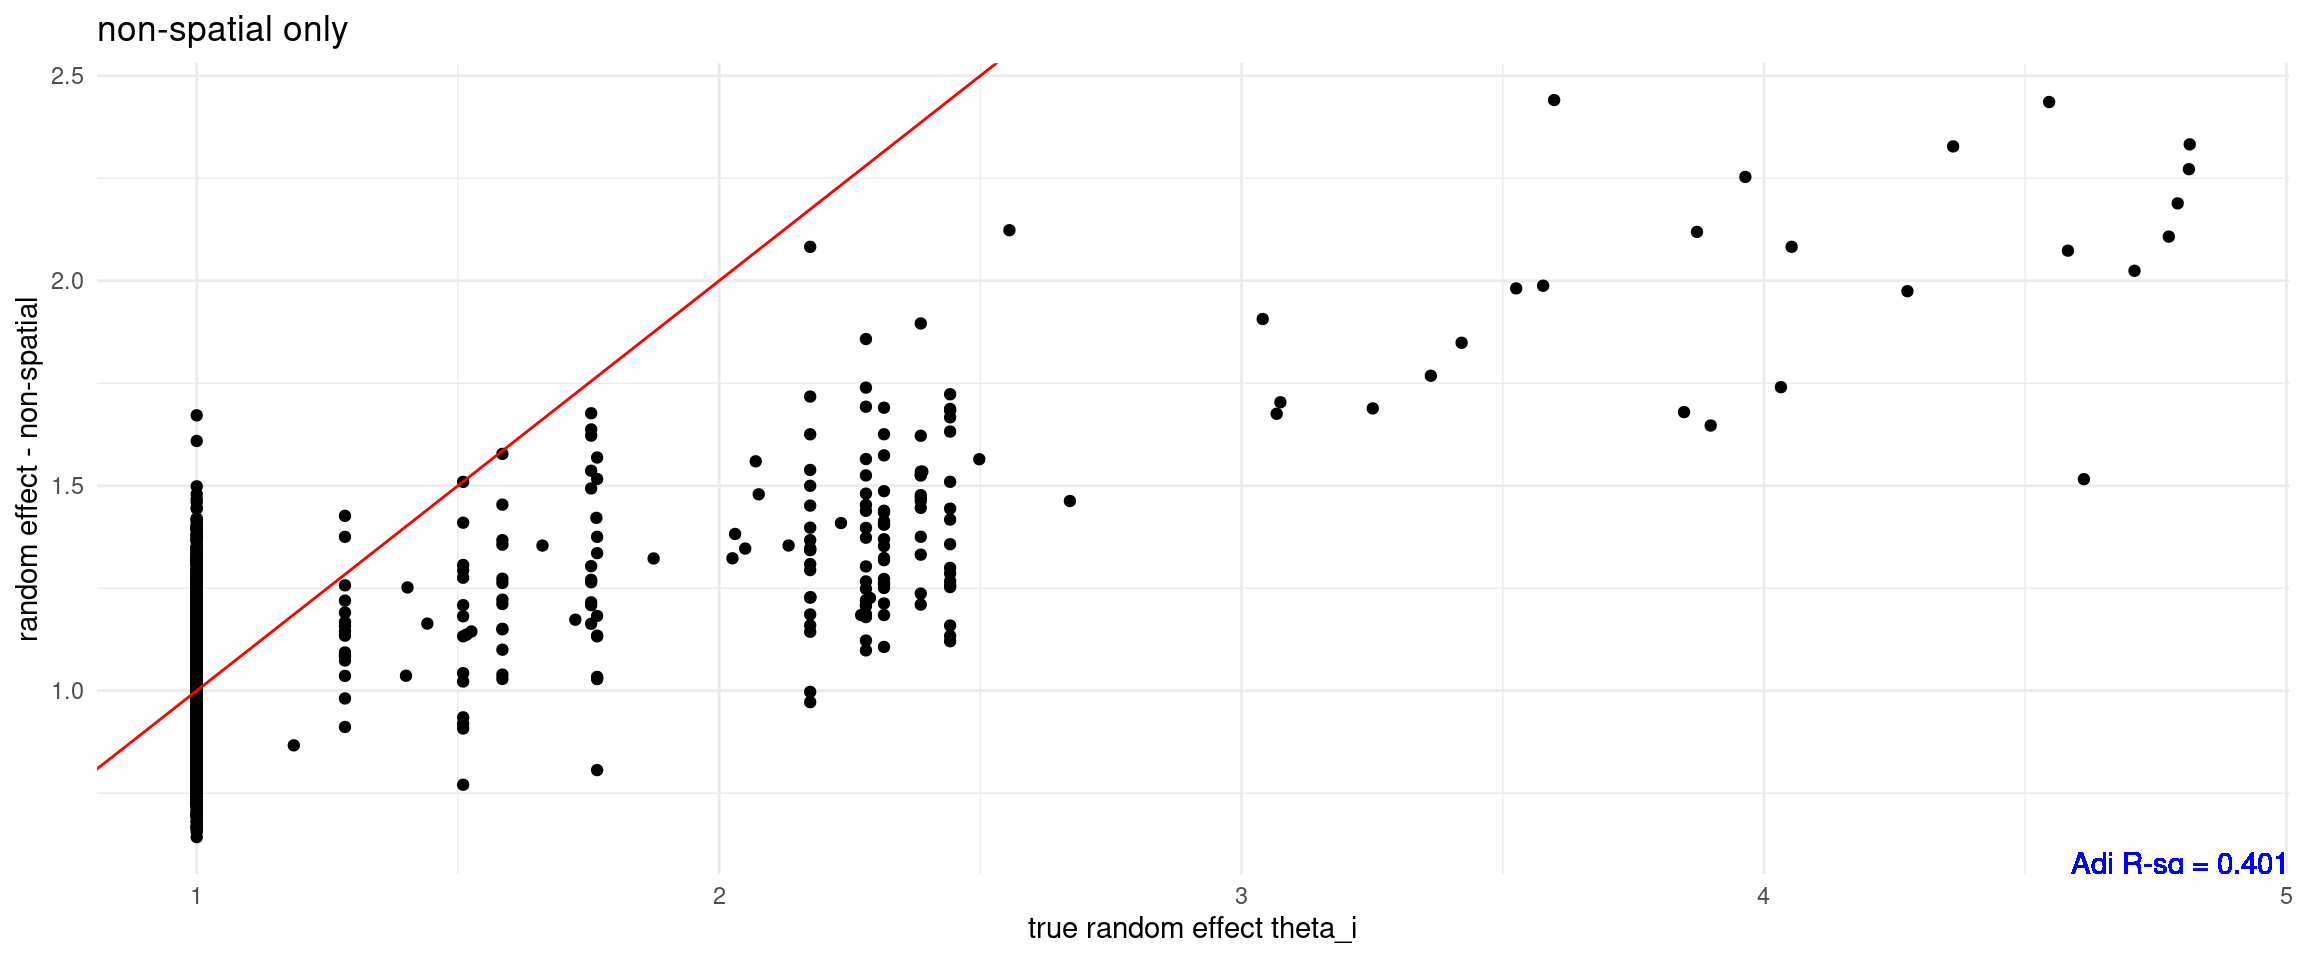 non-spatial only
2.5
2.0
1.5
1.0
random effect - non-spatial
1
2
3
4
5
true random effect theta_i
Adj R-sq = 0.401